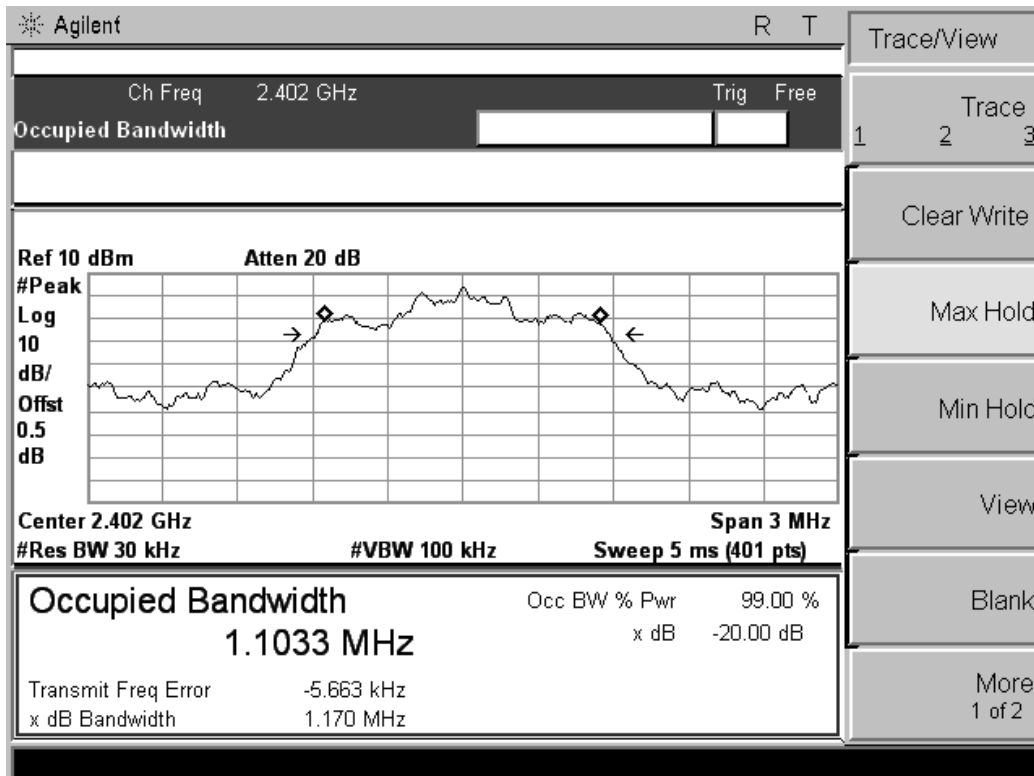 Agilent R T
Ch Freq 2.402 GHz Trig Free
Occupied Bandwidth
Ref 10 dBm Atten 20 dB
#Peak
Log
10
dB/
Offst
0.5
dB
Center 2.402 GHz Span 3 MHz
#Res BW 30 kHz #VBW 100 kHz Sweep 5 ms (401 pts)
Occupied Bandwidth
1.1033 MHz
Occ BW % Pwr 99.00 %
x dB -20.00 dB
Transmit Freq Error -5.663 kHz
x dB Bandwidth 1.170 MHz
Trace/View
Trace
1 2 3
Clear Write
Max Hold
Min Hold
View
Blank
More
1 of 2